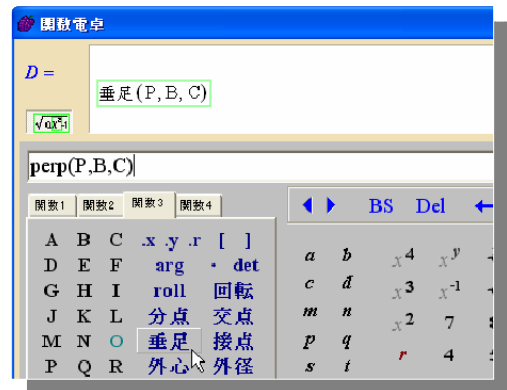 関数電卓
D =
垂足(P, B, C)
perp(P,B,C)
関数1 関数2 関数3 関数4
BS Del ←
A B C .x .y .r [ ]
D E F arg · det
G H I roll 回転
J K L 分点 交点
M N O 垂足 接点
P Q R 外心 外径
a b x⁴ xʸ
c d x³ x⁻¹
m n x² 7
p q r 4
s t